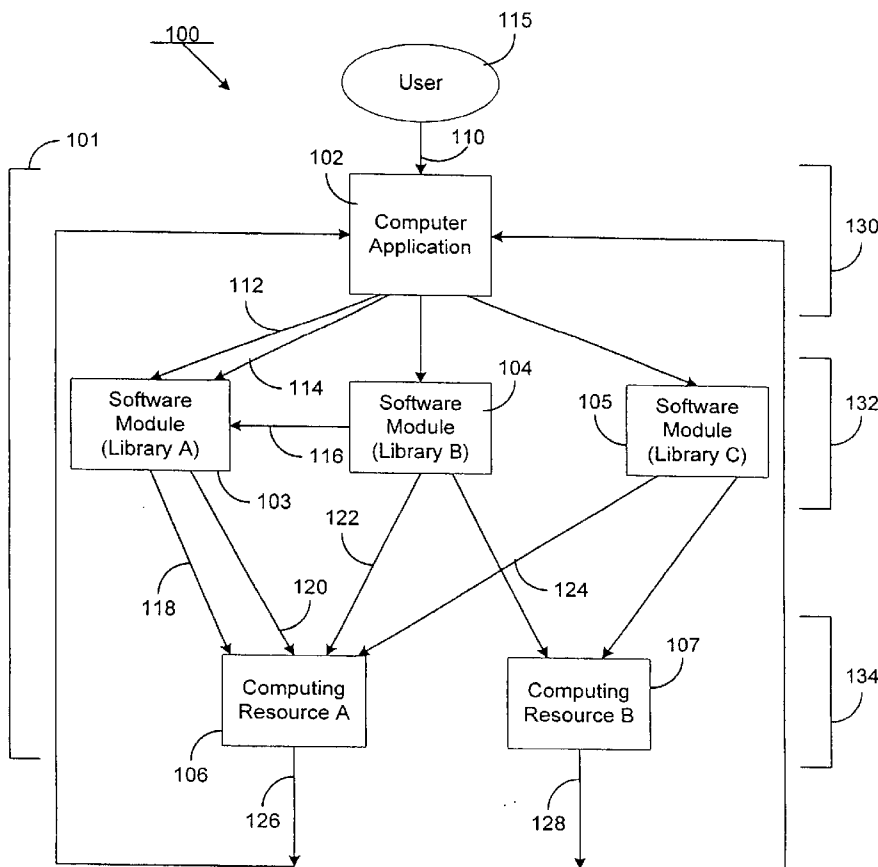 100
115
User
101
110
102
Computer
Application
130
112
114
104
Software
Module
(Library A)
Software
Module
(Library B)
105
Software
Module
(Library C)
132
116
103
122
118
120
124
107
Computing
Resource A
Computing
Resource B
134
106
126
128